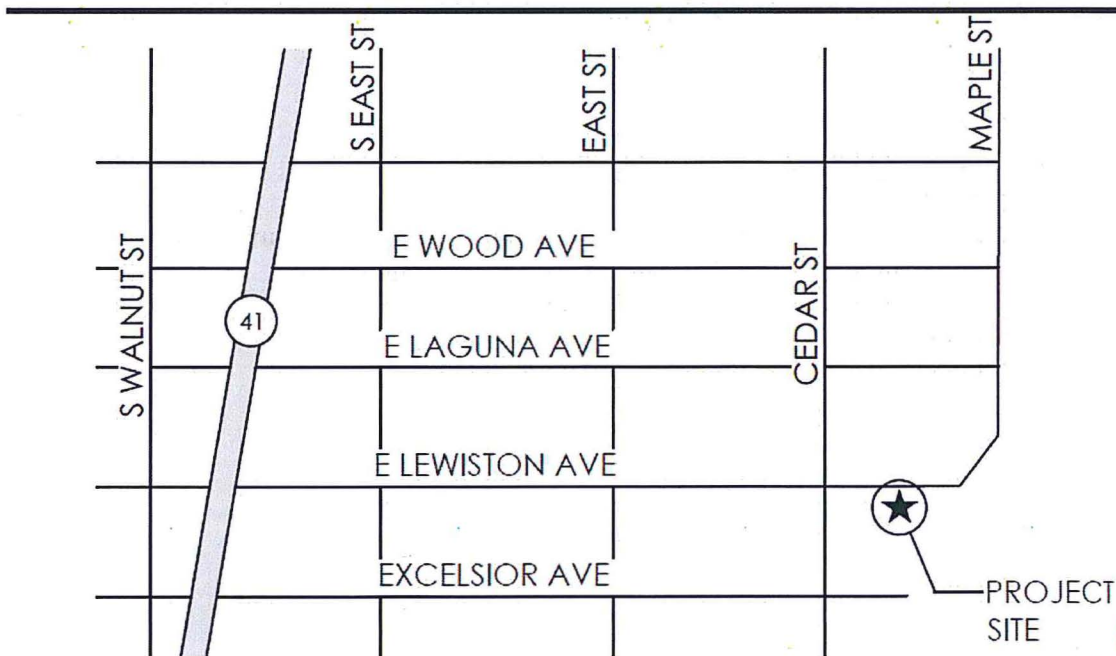 S EAST ST
EAST ST
MAPLE ST
E WOOD AVE
S WALNUT ST
CEDAR ST
41
E LAGUNA AVE
E LEWISTON AVE
EXCELSIOR AVE
PROJECT
SITE